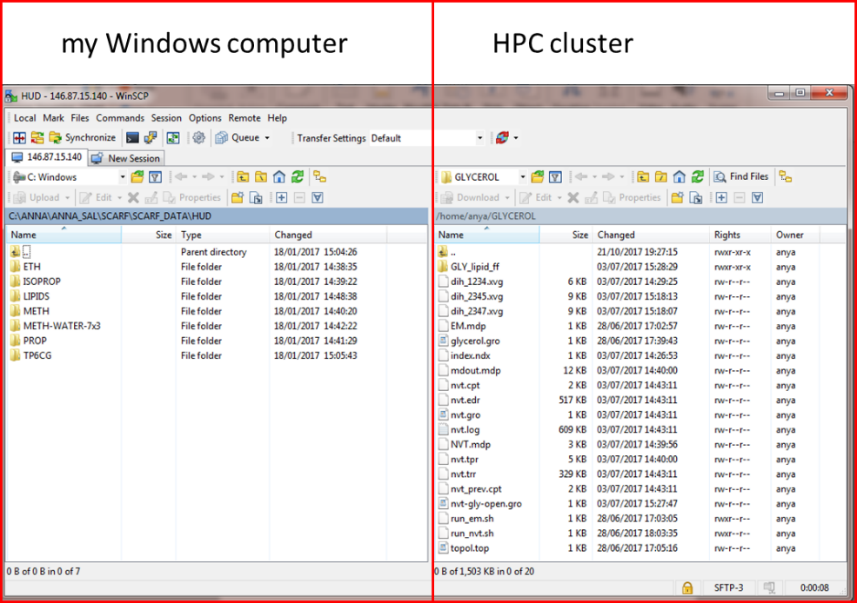 my Windows computer
HPC cluster
HUD - 146.87.15.140 - WinSCP
Local Mark Files Commands Session Options Remote Help
Synchronize Queue Transfer Settings Default
146.87.15.140 New Session
C: Windows
Upload Edit Properties
C:\ANNA\ANNA_SAL\SCARF\SCARF_DATA\HUD
Name Size Type Changed
.. Parent directory 18/01/2017 15:04:26
ETH File folder 18/01/2017 14:38:35
ISOPROP File folder 18/01/2017 14:39:22
LIPIDS File folder 18/01/2017 14:48:38
METH File folder 18/01/2017 14:40:20
METH-WATER-7x3 File folder 18/01/2017 14:42:22
PROP File folder 18/01/2017 14:41:29
TP6CG File folder 18/01/2017 15:05:43
0 B of 0 B in 0 of 7
GLYCEROL Find Files
Download Edit Properties
/home/anya/GLYCEROL
Name Size Changed Rights Owner
.. 21/10/2017 19:27:15 rwxr-xr-x anya
GLY_lipid_ff 03/07/2017 15:28:29 rwxr-xr-x anya
dih_1234.xvg 6 KB 03/07/2017 14:29:25 rw-r--r-- anya
dih_2345.xvg 9 KB 03/07/2017 15:18:13 rw-r--r-- anya
dih_2347.xvg 9 KB 03/07/2017 15:18:07 rw-r--r-- anya
EM.mdp 1 KB 28/06/2017 17:02:57 rw-r--r-- anya
glycerol.gro 1 KB 28/06/2017 17:39:43 rw-r--r-- anya
index.ndx 1 KB 03/07/2017 14:26:53 rw-r--r-- anya
mdout.mdp 12 KB 03/07/2017 14:40:00 rw-r--r-- anya
nvt.cpt 2 KB 03/07/2017 14:43:11 rw-r--r-- anya
nvt.edr 517 KB 03/07/2017 14:43:11 rw-r--r-- anya
nvt.gro 1 KB 03/07/2017 14:43:11 rw-r--r-- anya
nvt.log 609 KB 03/07/2017 14:43:11 rw-r--r-- anya
NVT.mdp 3 KB 03/07/2017 14:39:56 rw-r--r-- anya
nvt.tpr 5 KB 03/07/2017 14:40:00 rw-r--r-- anya
nvt.trr 329 KB 03/07/2017 14:43:11 rw-r--r-- anya
nvt_prev.cpt 2 KB 03/07/2017 14:43:11 rw-r--r-- anya
nvt-gly-open.gro 1 KB 03/07/2017 15:27:47 rw-r--r-- anya
run_em.sh 1 KB 28/06/2017 17:03:05 rwxr--r-- anya
run_nvt.sh 1 KB 28/06/2017 18:03:35 rwxr--r-- anya
topol.top 1 KB 28/06/2017 17:05:16 rw-r--r-- anya
0 B of 1,503 KB in 0 of 20
SFTP-3 0:00:08